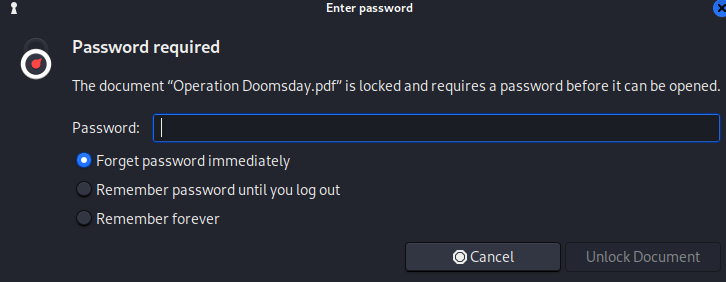 Enter password
Password required
The document “Operation Doomsday.pdf” is locked and requires a password before it can be opened.
Password:
Forget password immediately
Remember password until you log out
Remember forever
Cancel
Unlock Document